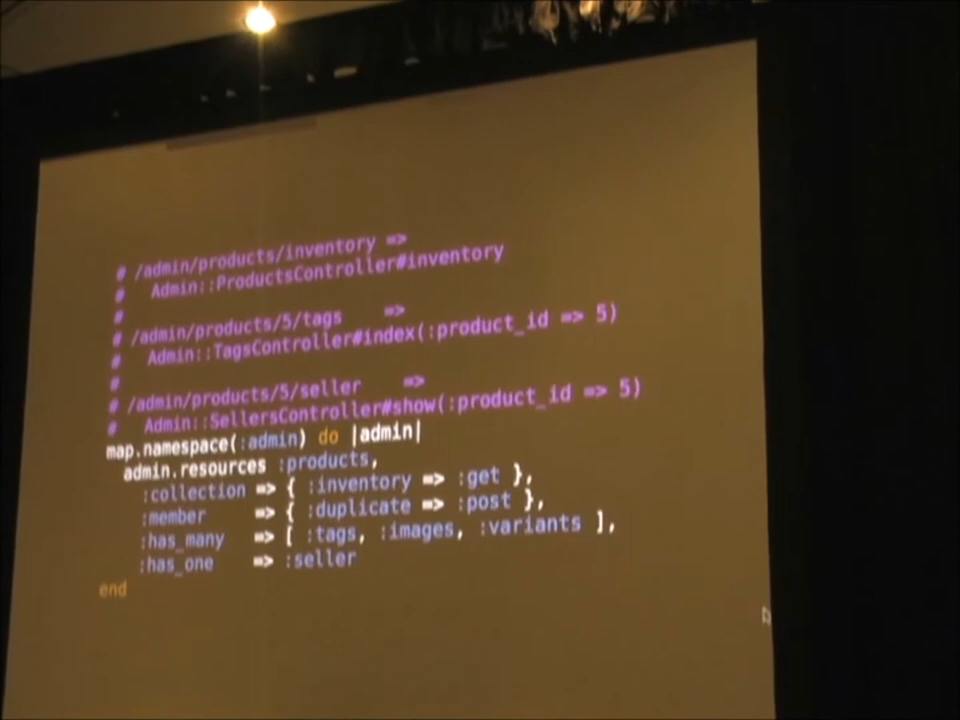 # /admin/products/inventory =>
#   Admin::ProductsController#inventory
#
# /admin/products/5/tags    =>
#   Admin::TagsController#index(:product_id => 5)
#
# /admin/products/5/seller    =>
#   Admin::SellersController#show(:product_id => 5)
map.namespace(:admin) do |admin|
  admin.resources :products,
    :collection => { :inventory => :get },
    :member     => { :duplicate => :post },
    :has_many   => [ :tags, :images, :variants ],
    :has_one    => :seller
end